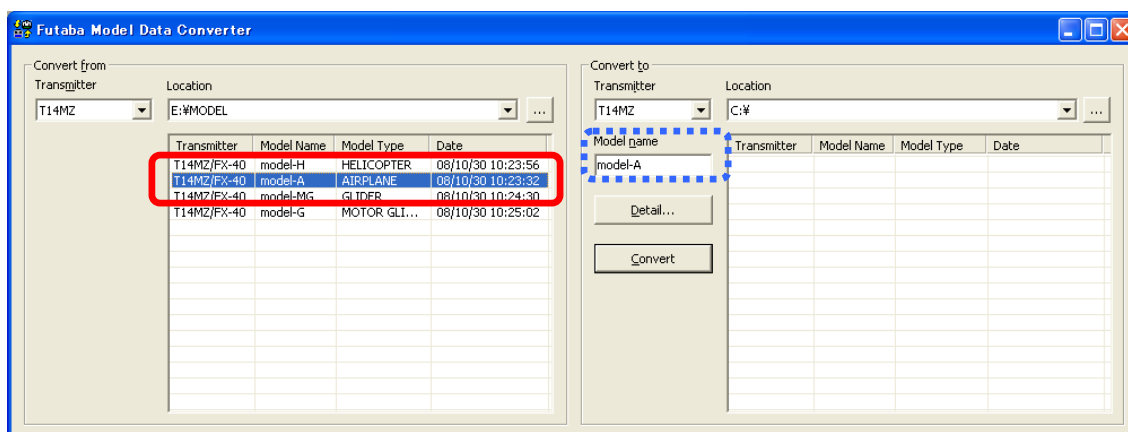 Futaba Model Data Converter
Convert from
Transmitter Location
T14MZ E:¥MODEL ...
Transmitter Model Name Model Type Date
T14MZ/FX-40 model-H HELICOPTER 08/10/30 10:23:56
T14MZ/FX-40 model-A AIRPLANE 08/10/30 10:23:32
T14MZ/FX-40 model-MG GLIDER 08/10/30 10:24:30
T14MZ/FX-40 model-G MOTOR GLI... 08/10/30 10:25:02
Convert to
Transmitter Location
T14MZ C:¥ ...
Model name
model-A
Detail...
Convert
Transmitter Model Name Model Type Date